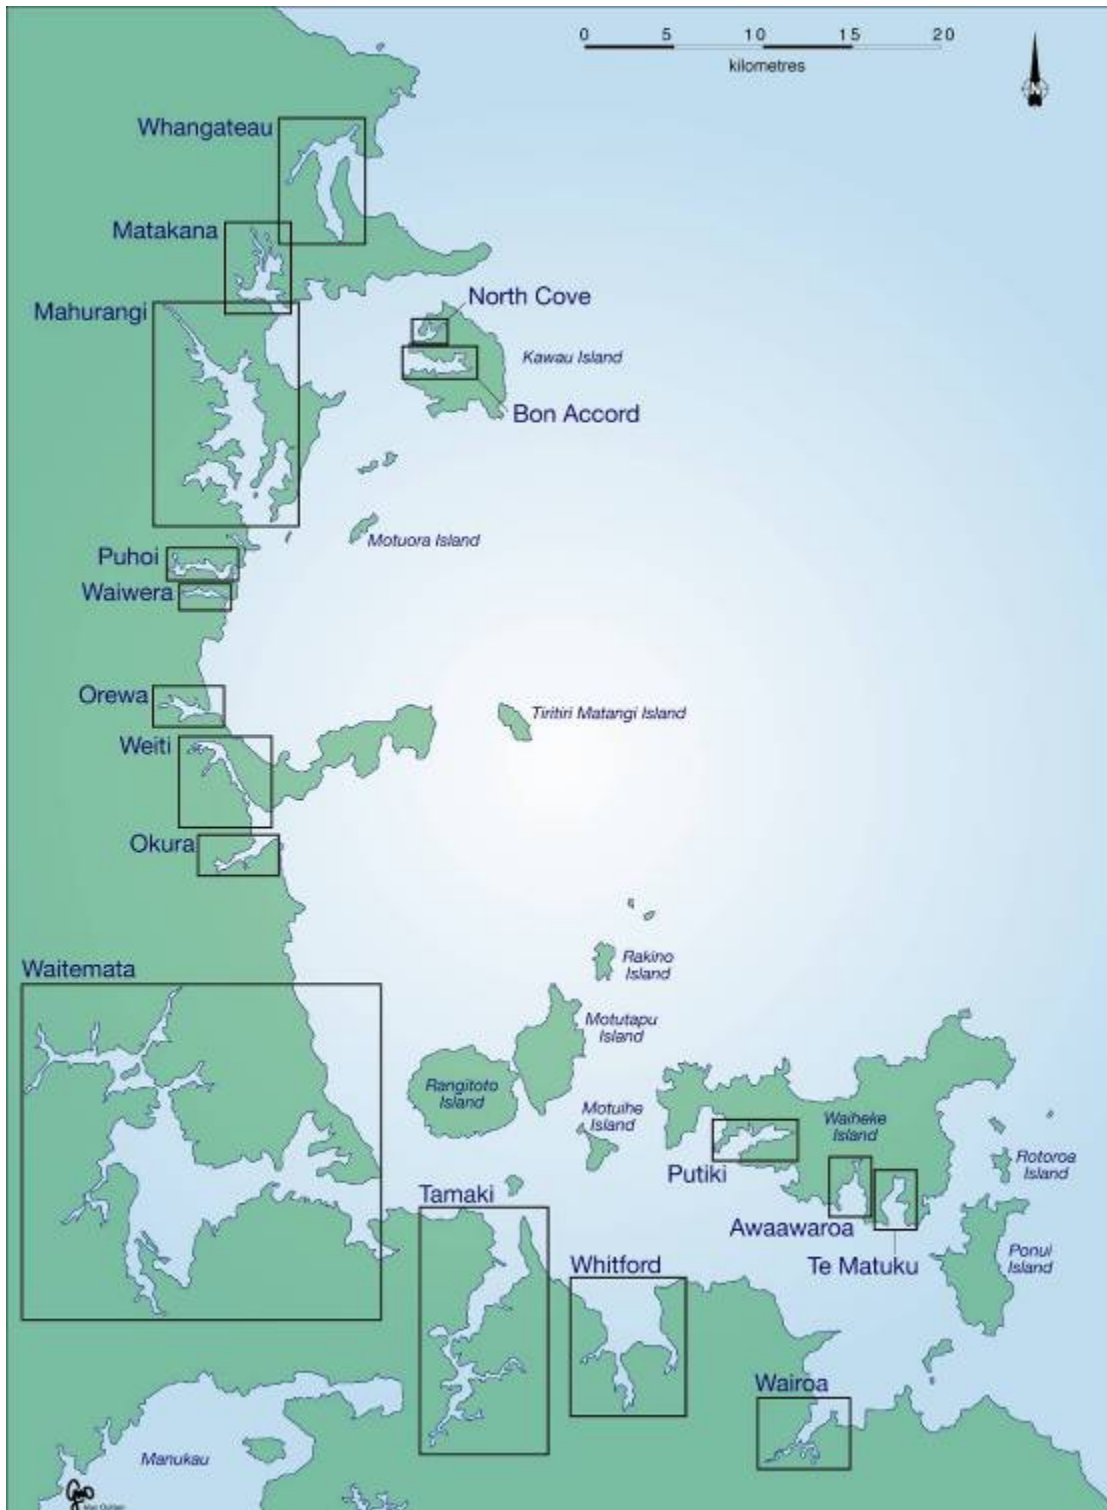 0 5 10 15 20
kilometres
N
Whangateau
Matakana
North Cove
Mahurangi
Kawau Island
Bon Accord
Motuora Island
Puhoi
Waiwera
Orewa
Tiritiri Matangi Island
Weiti
Okura
Waitemata
Rakino
Island
Motutapu
Island
Rangitoto
Island
Motuihe
Island
Waiheke
Island
Rotoroa
Island
Putiki
Tamaki
Awaawaroa
Te Matuku
Ponui
Island
Whitford
Wairoa
Manukau